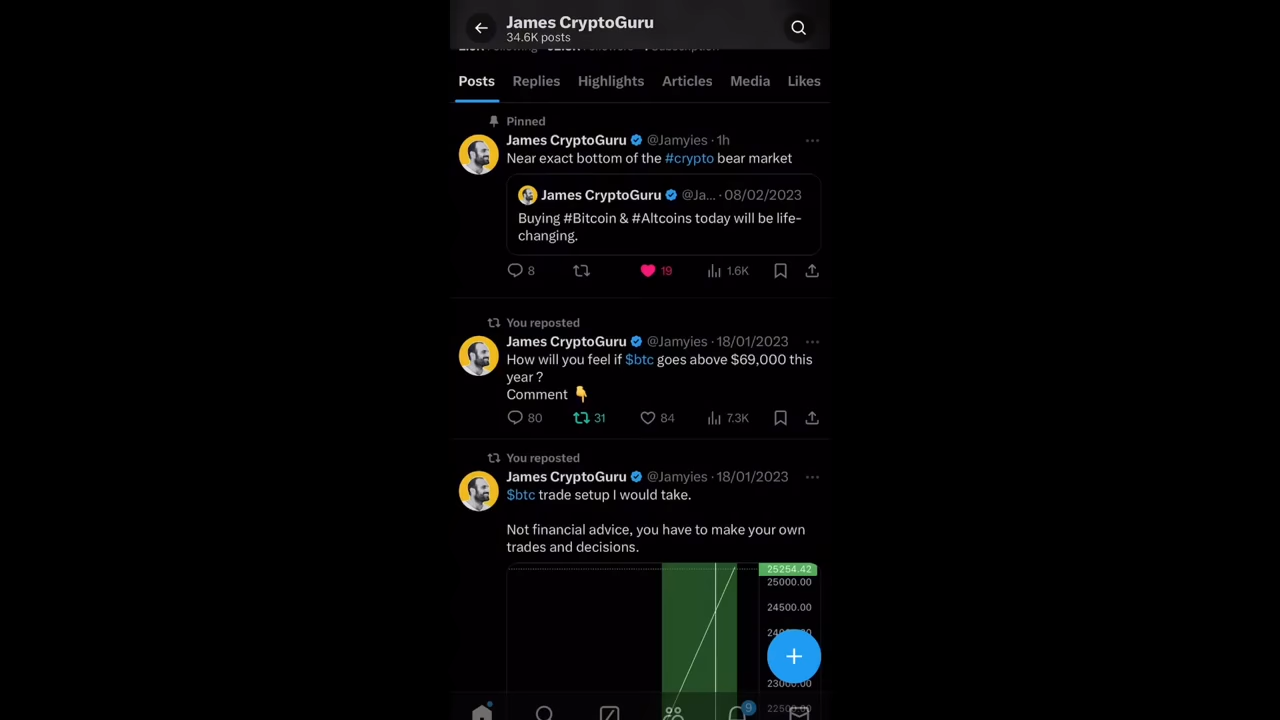 James CryptoGuru
34.6K posts
Posts Replies Highlights Articles Media Likes
Pinned
James CryptoGuru @Jamyies · 1h
Near exact bottom of the #crypto bear market
James CryptoGuru @Ja... · 08/02/2023
Buying #Bitcoin & #Altcoins today will be life-
changing.
8 19 1.6K
You reposted
James CryptoGuru @Jamyies · 18/01/2023
How will you feel if $btc goes above $69,000 this
year ?
Comment 👇
80 31 84 7.3K
You reposted
James CryptoGuru @Jamyies · 18/01/2023
$btc trade setup I would take.
Not financial advice, you have to make your own
trades and decisions.
25254.42
25000.00
24500.00
23000.00
9